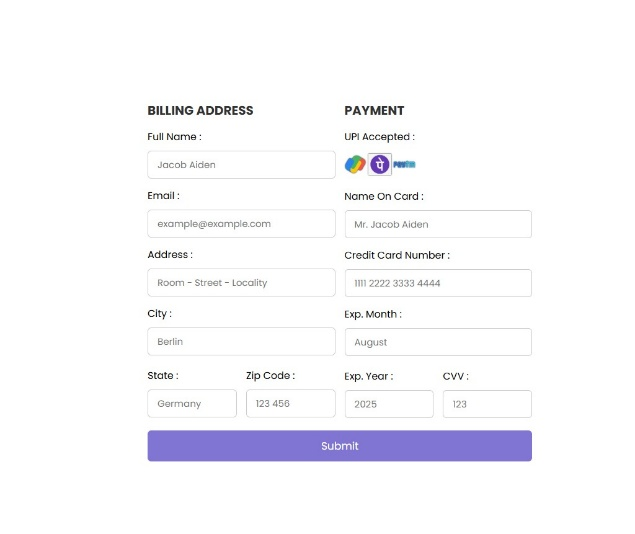 BILLING ADDRESS
Full Name :
Jacob Aiden
Email :
example@example.com
Address :
Room - Street - Locality
City :
Berlin
State :
Zip Code :
Germany
123 456
PAYMENT
UPI Accepted :
पे
Paytm
Name On Card :
Mr. Jacob Aiden
Credit Card Number :
1111 2222 3333 4444
Exp. Month :
August
Exp. Year :
CVV :
2025
123
Submit